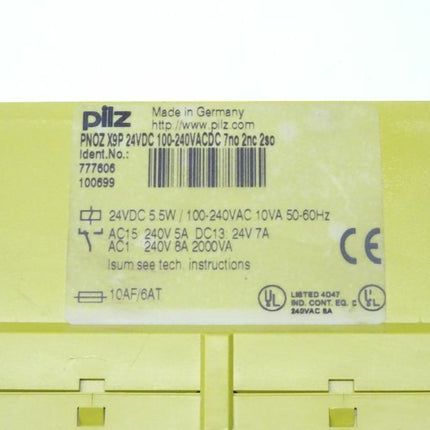 pilz
Made in Germany
http://www.pilz.com
PNOZ X9P 24VDC 100-240VACDC 7no 2nc 2so
Ident.No.:
777606
100699
24VDC 5.5W / 100-240VAC 10VA 50-60Hz
AC15 240V 5A DC13: 24V 7A
AC1 240V 8A 2000VA
Isum see tech. instructions
CE
10AF/6AT
UL LISTED 4D47 UL
IND. CONT. EQ.
240VAC 8A